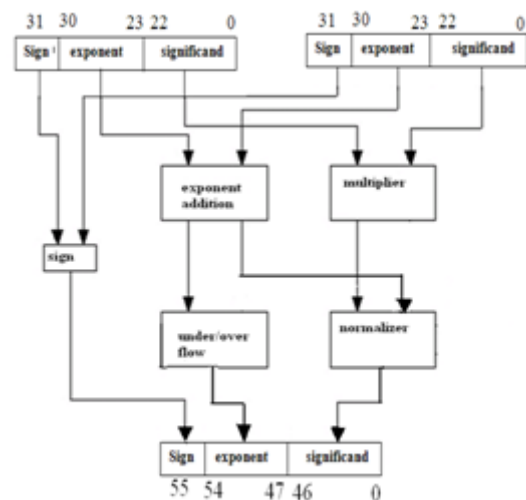 31 30 23 22 0
31 30 23 22 0
Sign exponent significand
Sign exponent significand
exponent addition
multiplier
sign
under/over flow
normalizer
Sign exponent significand
55 54 47 46 0